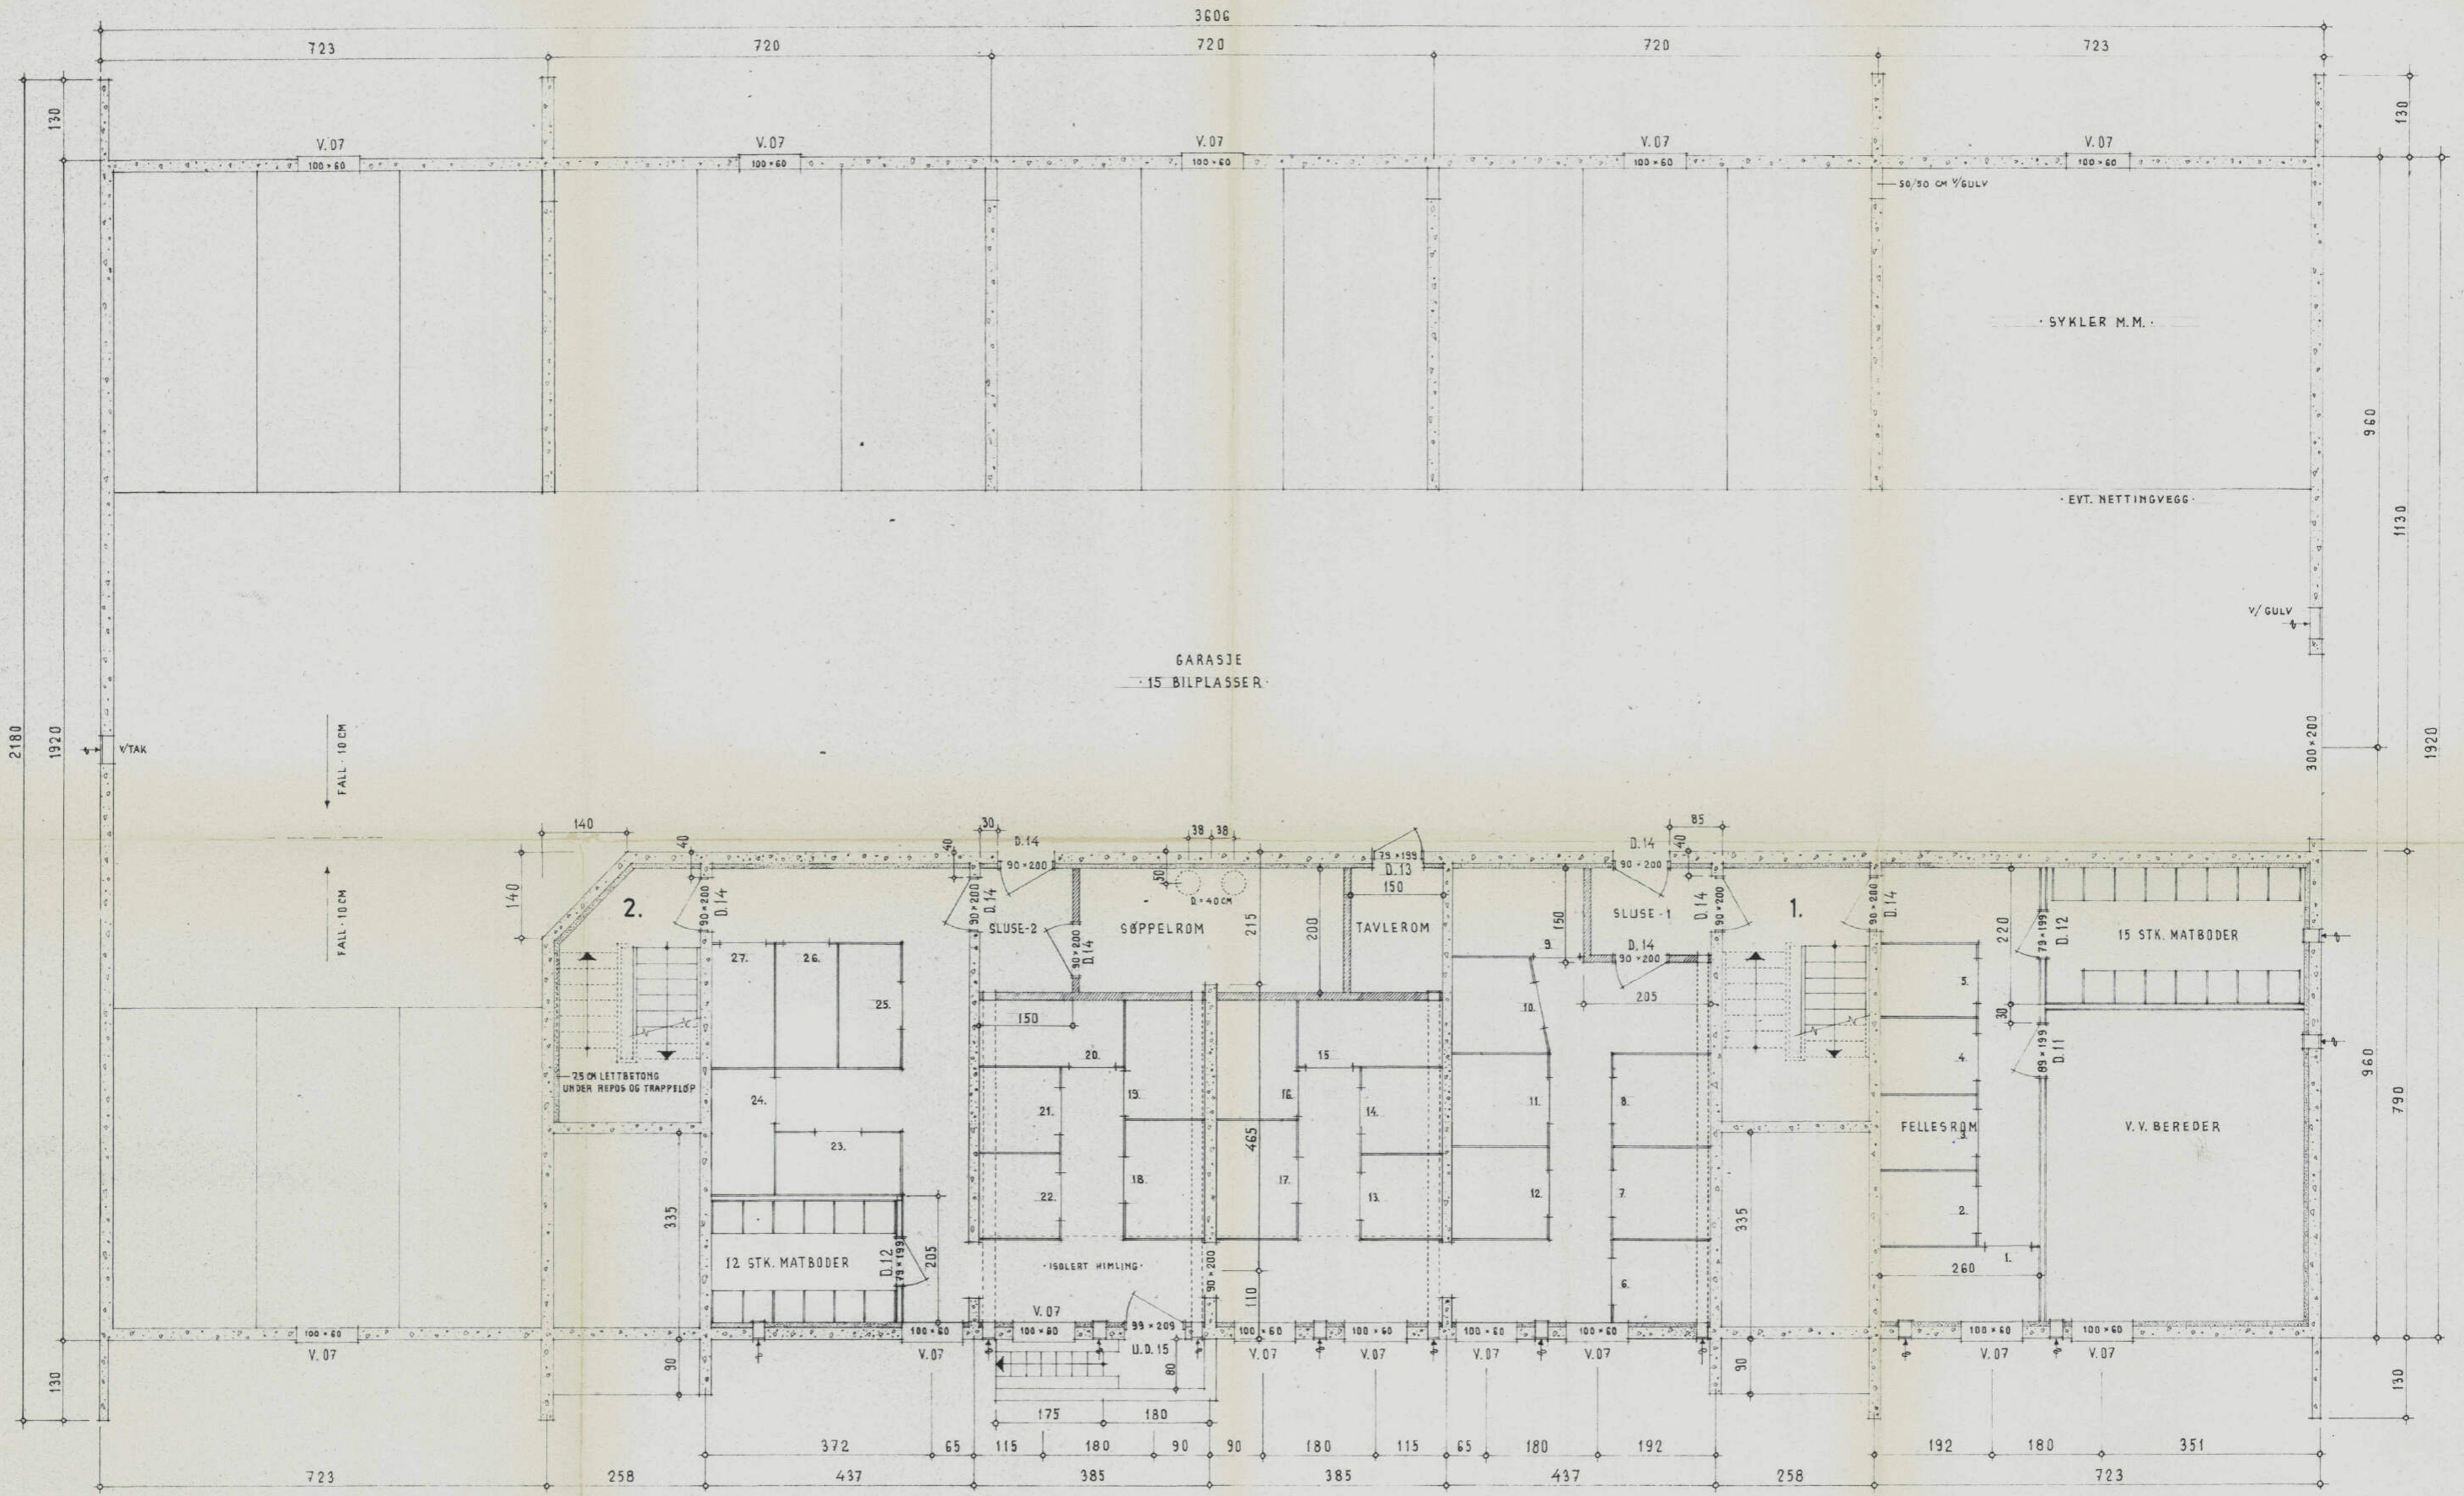 3606
723
720
720
720
723
130
130
V.07
V.07
V.07
V.07
V.07
100×60
100×60
100×60
100×60
100×60
50/50 CM V/GULV
· SYKLER M.M. ·
960
· EVT. NETTINGVEGG ·
1130
V/ GULV
GARASJE
· 15 BILPLASSER ·
2180
1920
V/TAK
FALL · 10 CM
300×200
1920
140
40
40
30
D.14
38
38
85
40
D.14
90×200
79×199
D.13
90×200
FALL · 10 CM
140
2.
90×200
D.14
90×200
D.14
SLUSE-2
90×200
D.14
50
D = 40 CM
SØPPELROM
215
200
150
TAVLEROM
150
SLUSE-1
D.14
90×200
D.14
90×200
1.
90×200
D.14
220
79×199
D.12
15 STK. MATBODER
27.
26.
25.
9.
10.
205
5.
30
150
7.5 CM LETTBETONG
UNDER REPOS OG TRAPPELØP
20.
15.
4.
89×199
D.11
960
24.
21.
19.
16.
14.
11.
8.
465
790
23.
FELLESROM
3.
V.V. BEREDER
335
22.
18.
17.
13.
12.
7.
335
2.
12 STK. MATBODER
D.12
79×199
205
· ISOLERT HIMLING ·
90×200
110
6.
1.
260
V.07
100×60
V.07
100×60
V.07
100×60
99×209
U.D.15
100×60
V.07
100×60
V.07
100×60
V.07
100×60
V.07
100×60
V.07
100×60
V.07
130
90
80
90
130
175
180
372
65
115
180
90
90
180
115
65
180
192
192
180
351
723
258
437
385
385
437
258
723